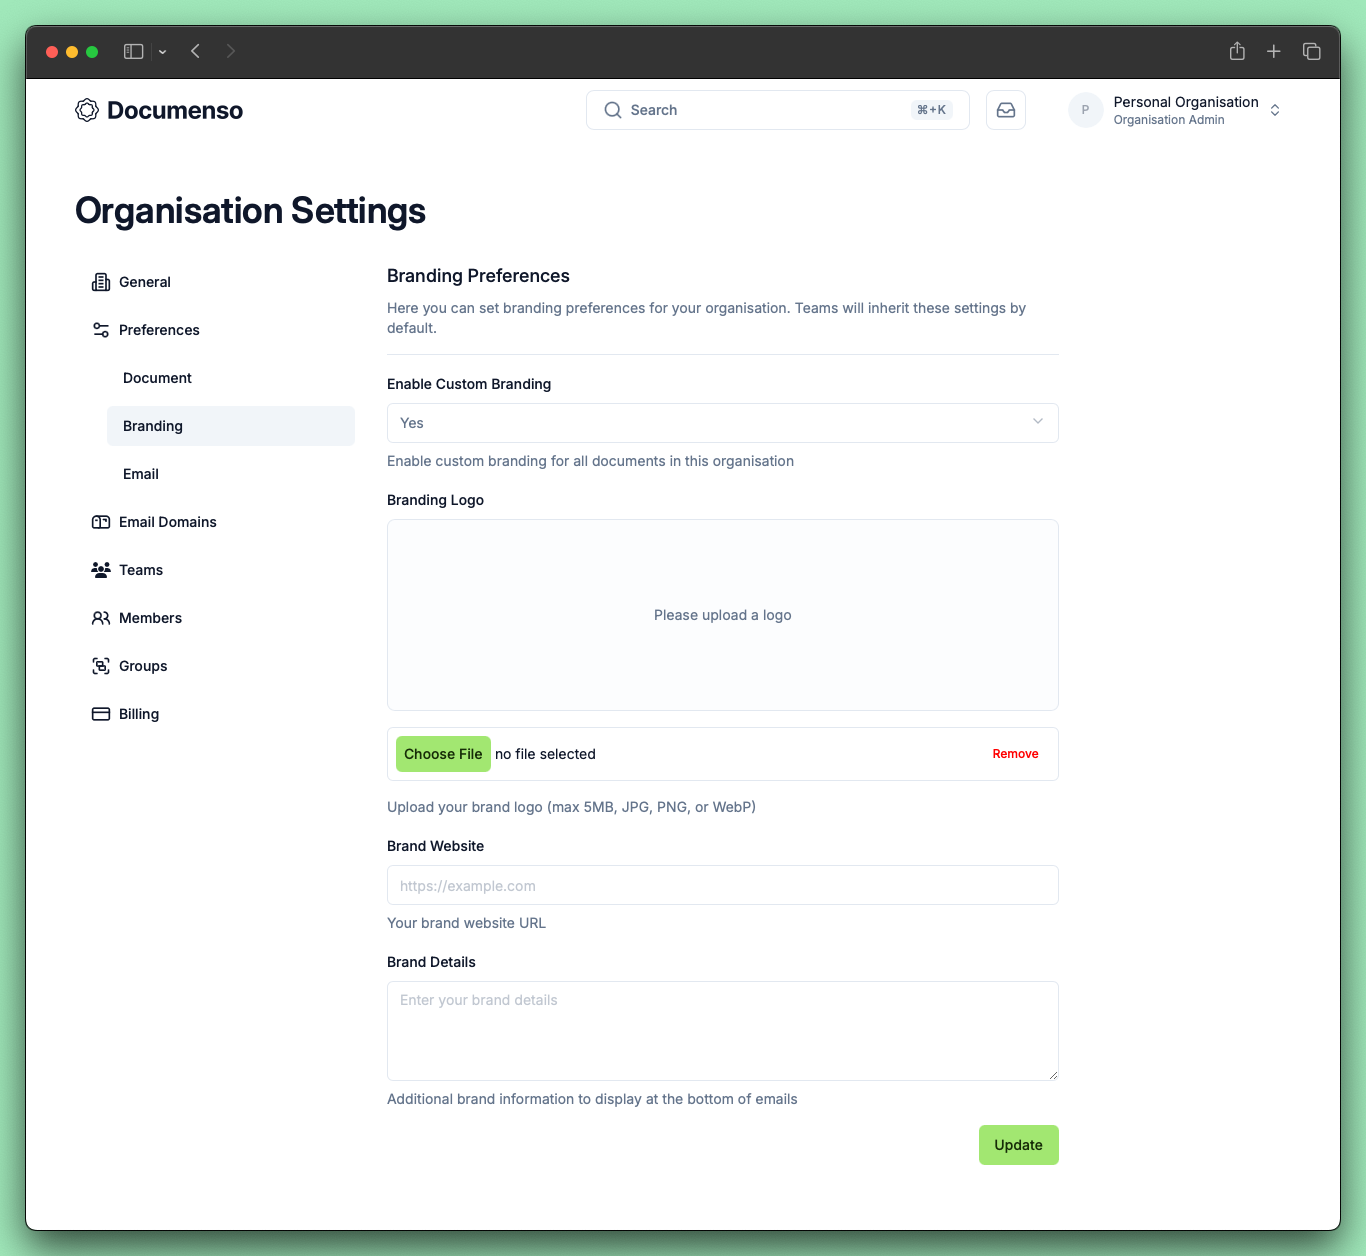 Documenso
Search
⌘+K
P
Personal Organisation
Organisation Admin
Organisation Settings
General
Preferences
Document
Branding
Email
Email Domains
Teams
Members
Groups
Billing
Branding Preferences
Here you can set branding preferences for your organisation. Teams will inherit these settings by
default.
Enable Custom Branding
Yes
Enable custom branding for all documents in this organisation
Branding Logo
Please upload a logo
Choose File no file selected
Remove
Upload your brand logo (max 5MB, JPG, PNG, or WebP)
Brand Website
https://example.com
Your brand website URL
Brand Details
Enter your brand details
Additional brand information to display at the bottom of emails
Update